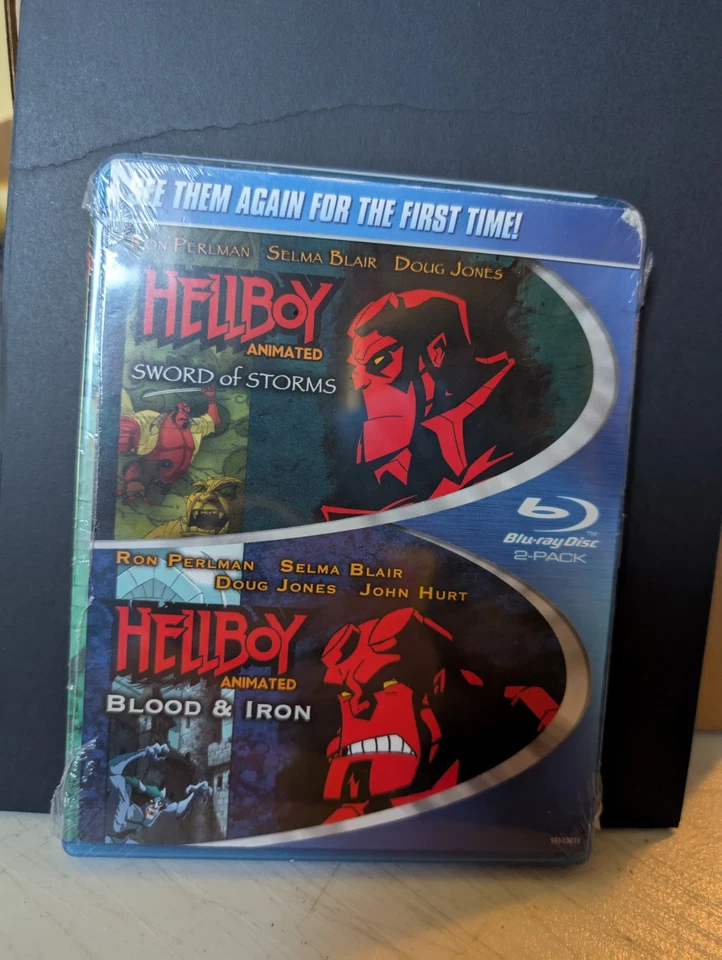 SEE THEM AGAIN FOR THE FIRST TIME!
RON PERLMAN SELMA BLAIR DOUG JONES
HELLBOY
ANIMATED
SWORD of STORMS
Blu-ray Disc
2-PACK
RON PERLMAN SELMA BLAIR
DOUG JONES JOHN HURT
HELLBOY
ANIMATED
BLOOD & IRON